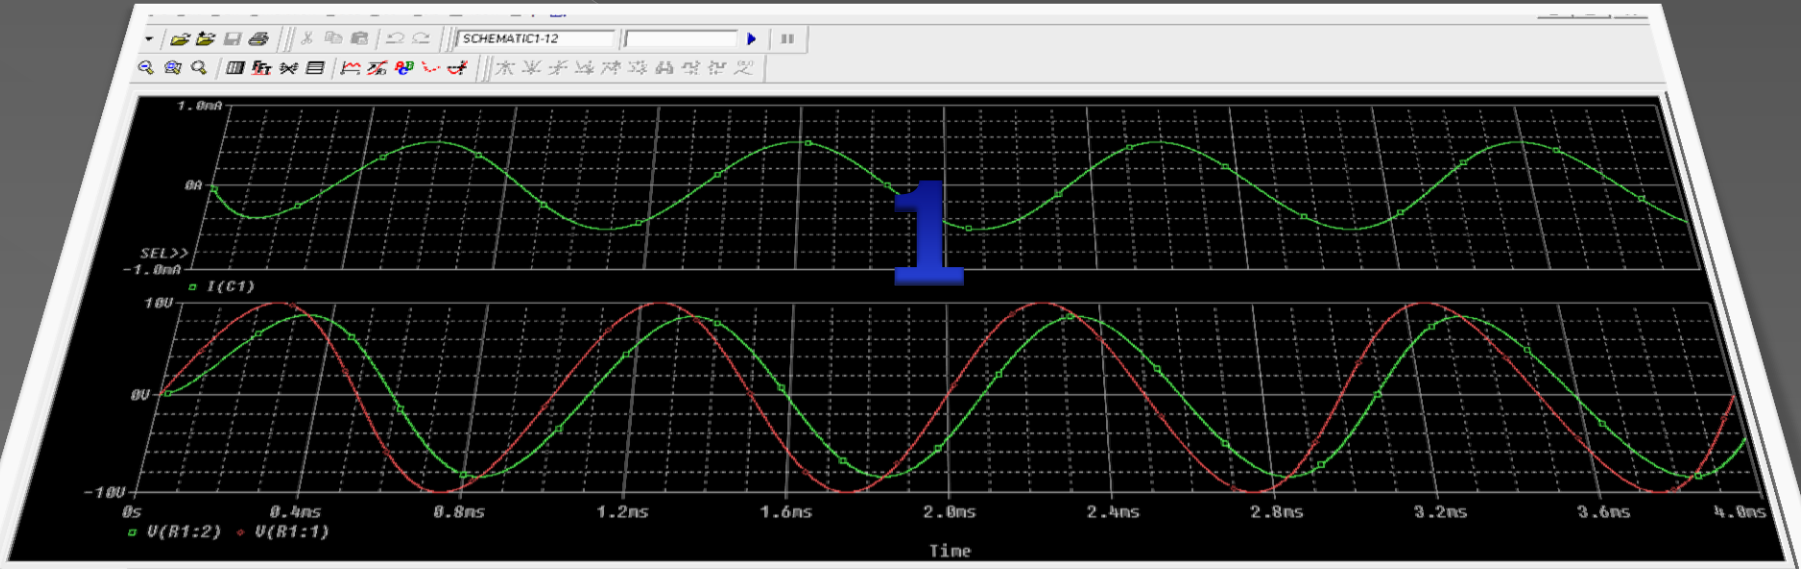 SCHEMATIC1-12
1.0mA
0A
SEL>>
-1.0mA
I(C1)
1
10V
0V
-10V
0s 0.4ms 0.8ms 1.2ms 1.6ms 2.0ms 2.4ms 2.8ms 3.2ms 3.6ms 4.0ms
V(R1:2) V(R1:1)
Time